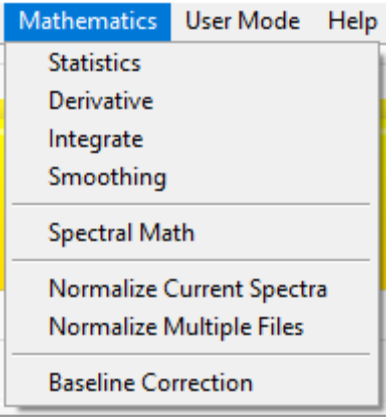 Mathematics User Mode Help
Statistics
Derivative
Integrate
Smoothing
Spectral Math
Normalize Current Spectra
Normalize Multiple Files
Baseline Correction